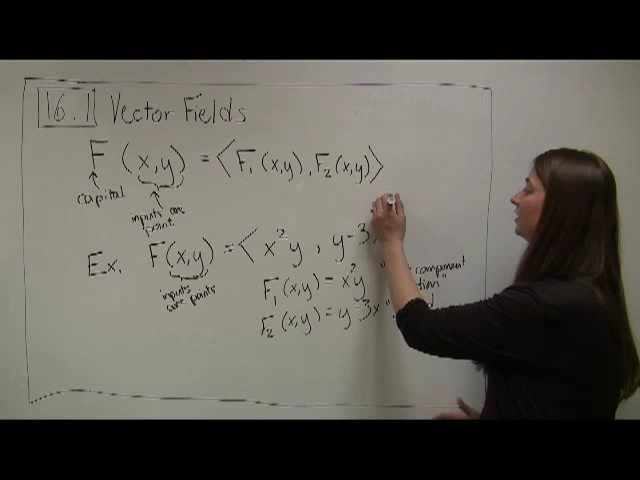 16.1 Vector Fields
F (x,y) = ⟨F₁(x,y), F₂(x,y)⟩
capital
inputs are
point
Ex. F(x,y) = ⟨ x²y , y-3
inputs
are points
F₁(x,y) = x²y " component
F₂(x,y) = y-3x "